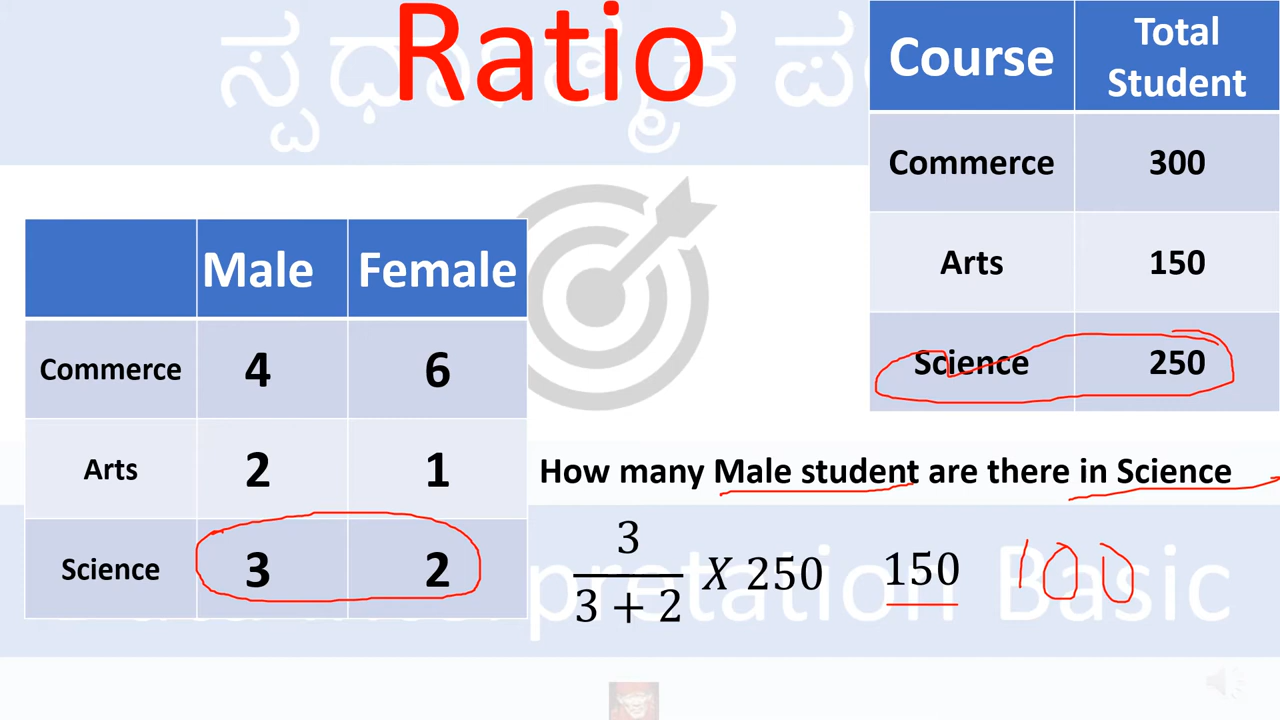 Ratio
Course Total Student
Commerce 300
Arts 150
Science 250
Male Female
Commerce 4 6
Arts 2 1
Science 3 2
How many Male student are there in Science
3
3 + 2
X 250 150 100
Basic